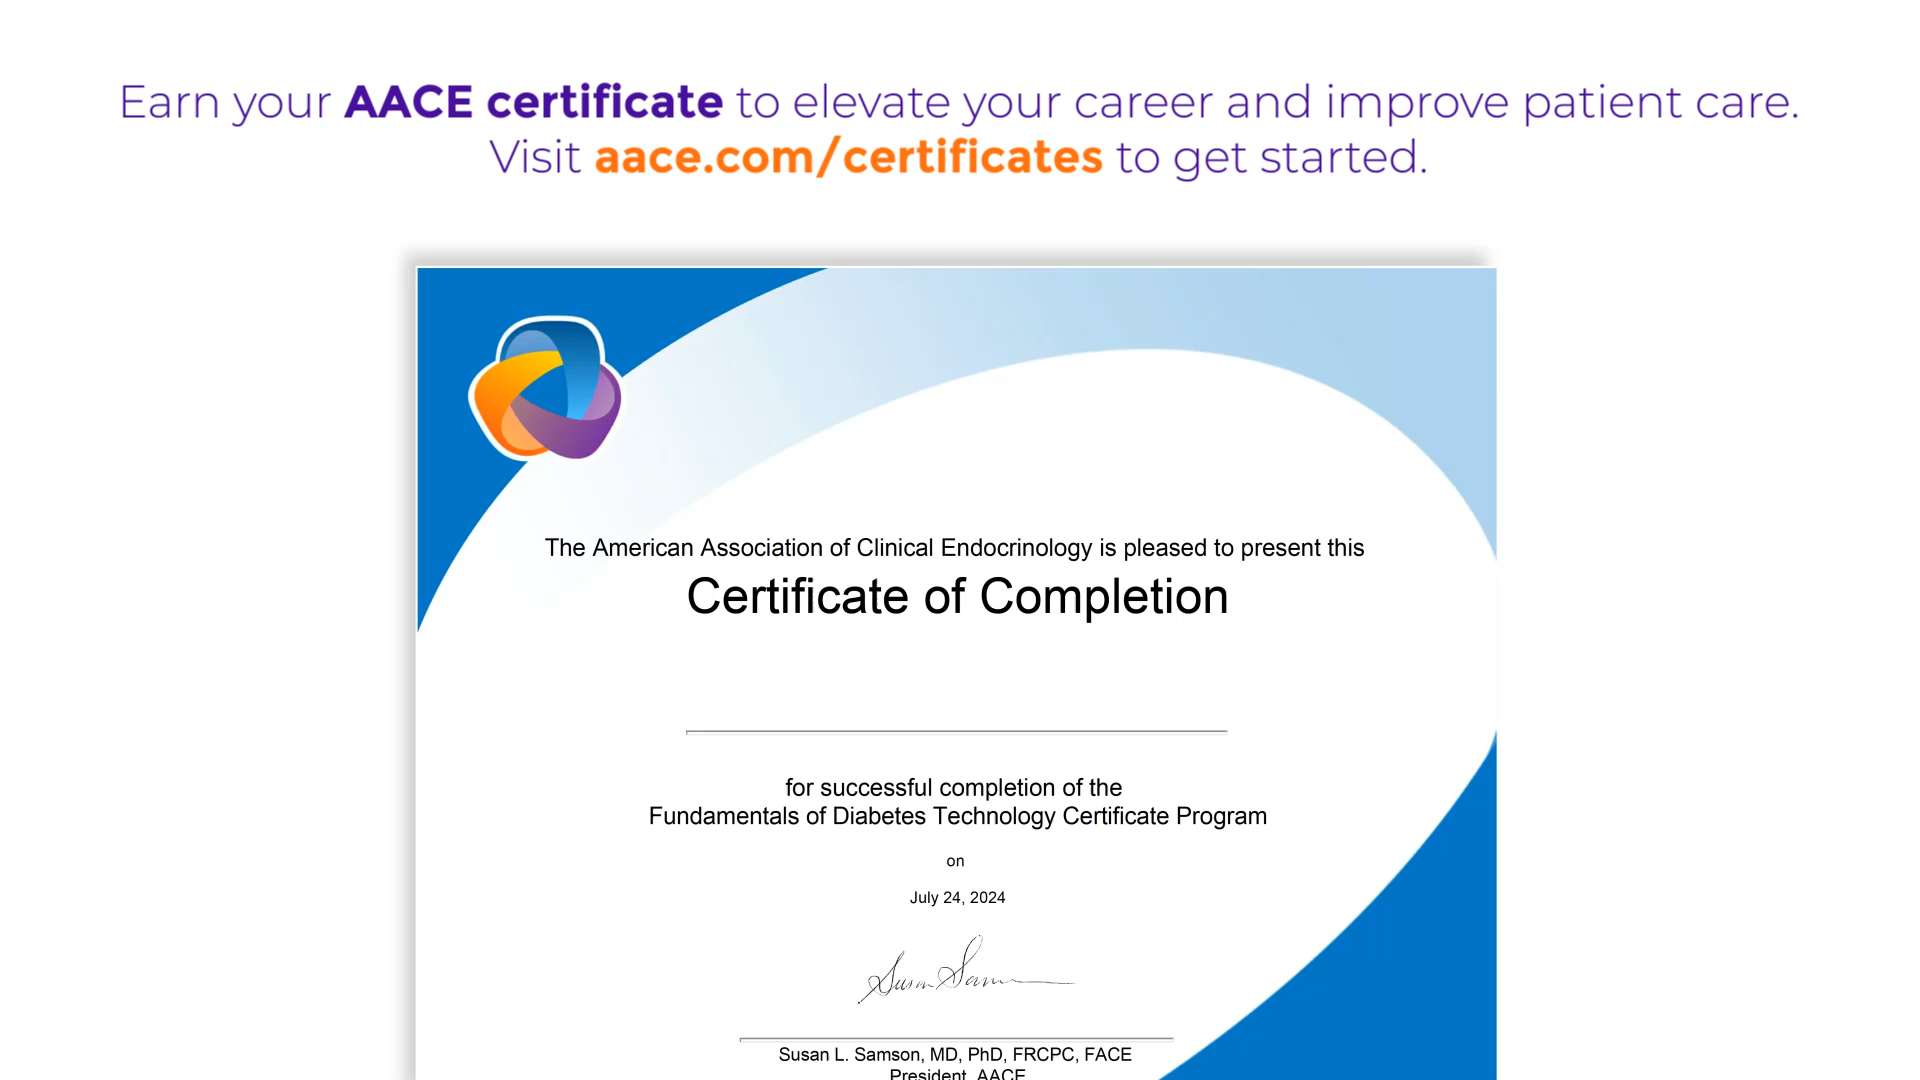 Earn your AACE certificate to elevate your career and improve patient care.
Visit aace.com/certificates to get started.
The American Association of Clinical Endocrinology is pleased to present this
Certificate of Completion
for successful completion of the
Fundamentals of Diabetes Technology Certificate Program
on
July 24, 2024
Susan Samson
Susan L. Samson, MD, PhD, FRCPC, FACE
President, AACE